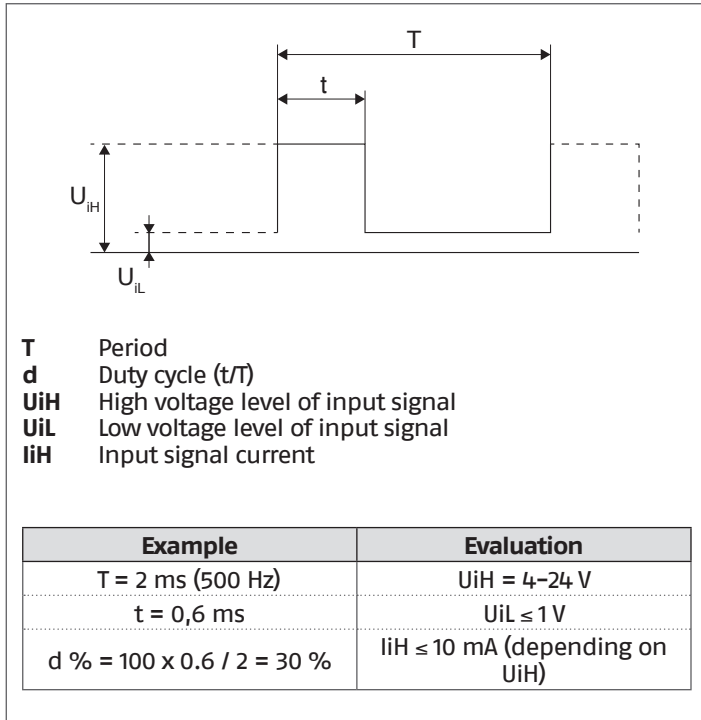 T
t
UiH
UiL
T Period
d Duty cycle (t/T)
UiH High voltage level of input signal
UiL Low voltage level of input signal
IiH Input signal current
Example Evaluation
T = 2 ms (500 Hz) UiH = 4–24 V
t = 0,6 ms UiL ≤ 1 V
d % = 100 x 0.6 / 2 = 30 % IiH ≤ 10 mA (depending on
UiH)